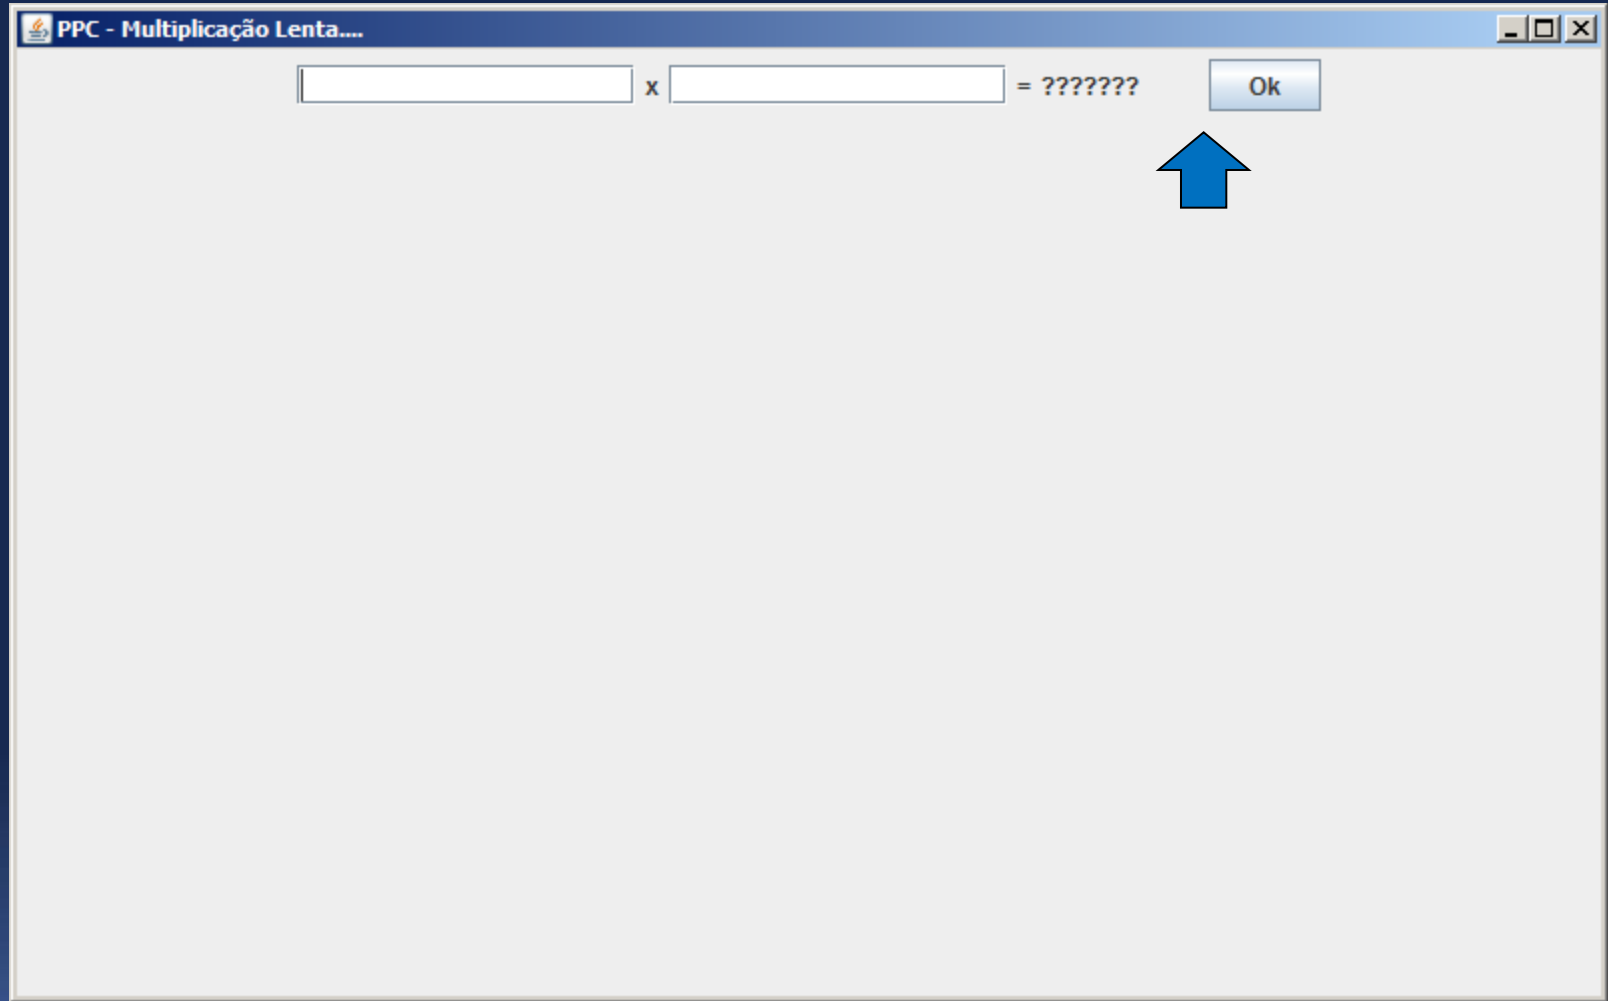 PPC - Multiplicação Lenta....
x = ??????? Ok